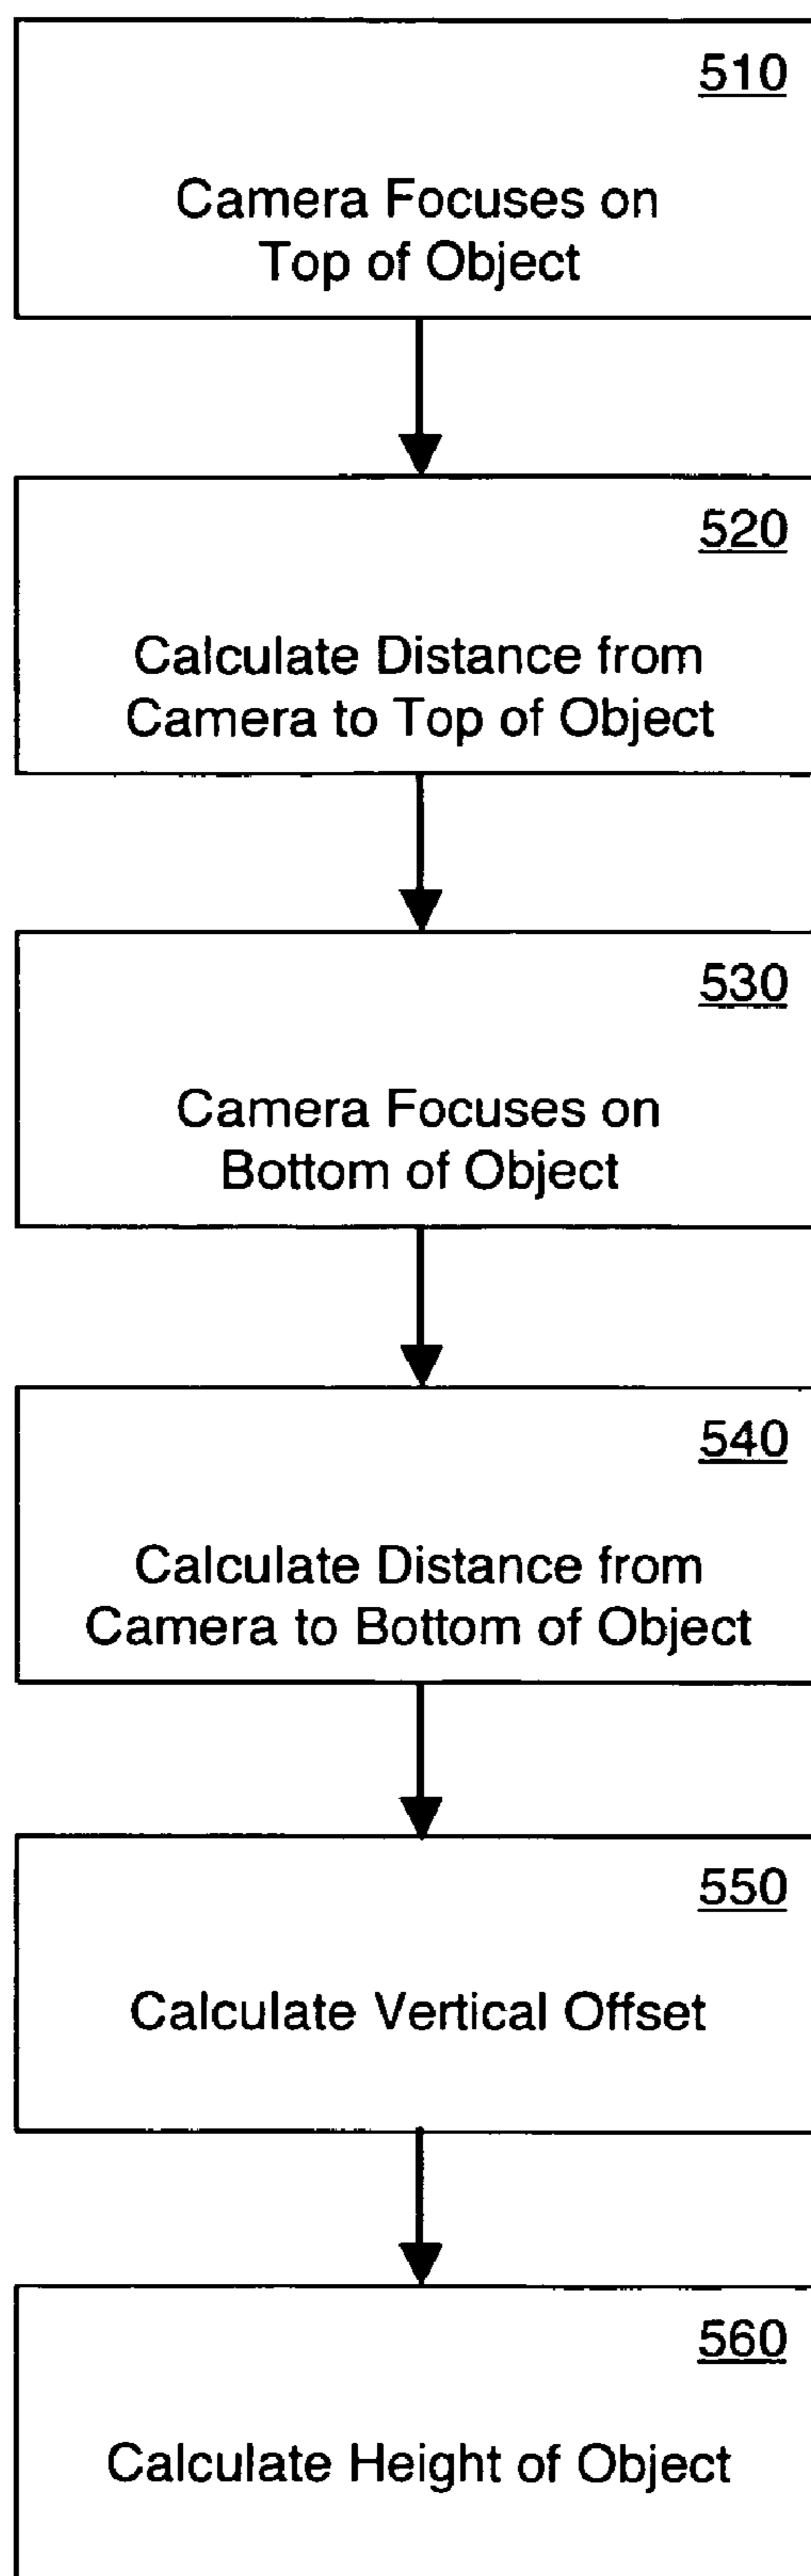 510
Camera Focuses on
Top of Object
520
Calculate Distance from
Camera to Top of Object
530
Camera Focuses on
Bottom of Object
540
Calculate Distance from
Camera to Bottom of Object
550
Calculate Vertical Offset
560
Calculate Height of Object